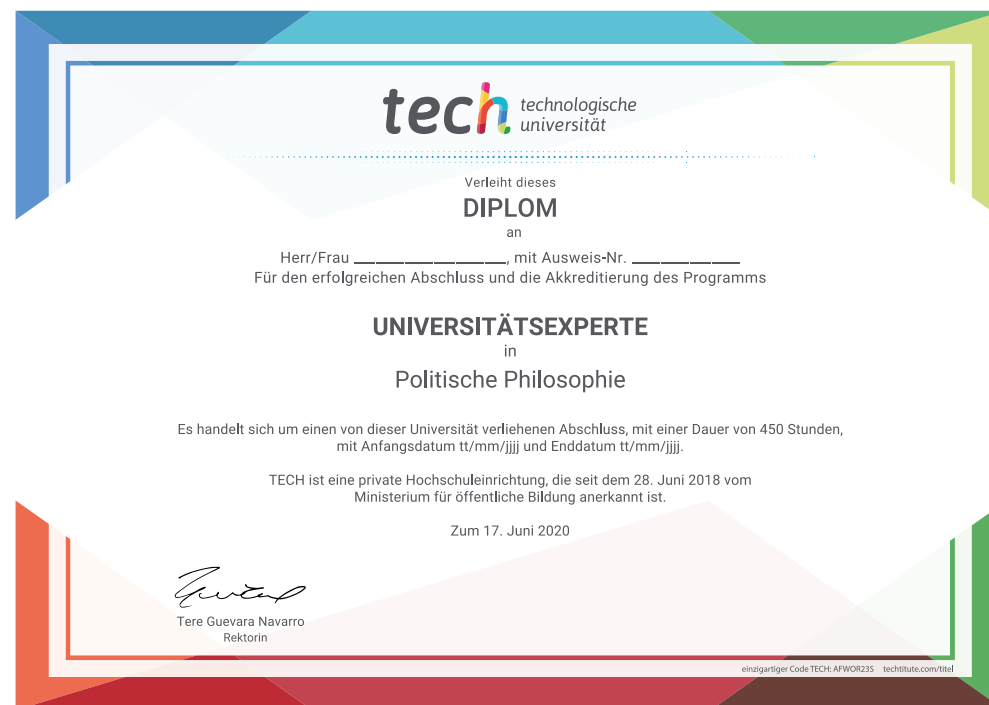 tech technologische
universität
Verleiht dieses
DIPLOM
an
Herr/Frau ________________, mit Ausweis-Nr. ____________
Für den erfolgreichen Abschluss und die Akkreditierung des Programms
UNIVERSITÄTSEXPERTE
in
Politische Philosophie
Es handelt sich um einen von dieser Universität verliehenen Abschluss, mit einer Dauer von 450 Stunden,
mit Anfangsdatum tt/mm/jjjj und Enddatum tt/mm/jjjj.
TECH ist eine private Hochschuleinrichtung, die seit dem 28. Juni 2018 vom
Ministerium für öffentliche Bildung anerkannt ist.
Zum 17. Juni 2020
Tere Guevara Navarro
Rektorin
einzigartiger Code TECH: AFWOR23S techtitute.com/titel